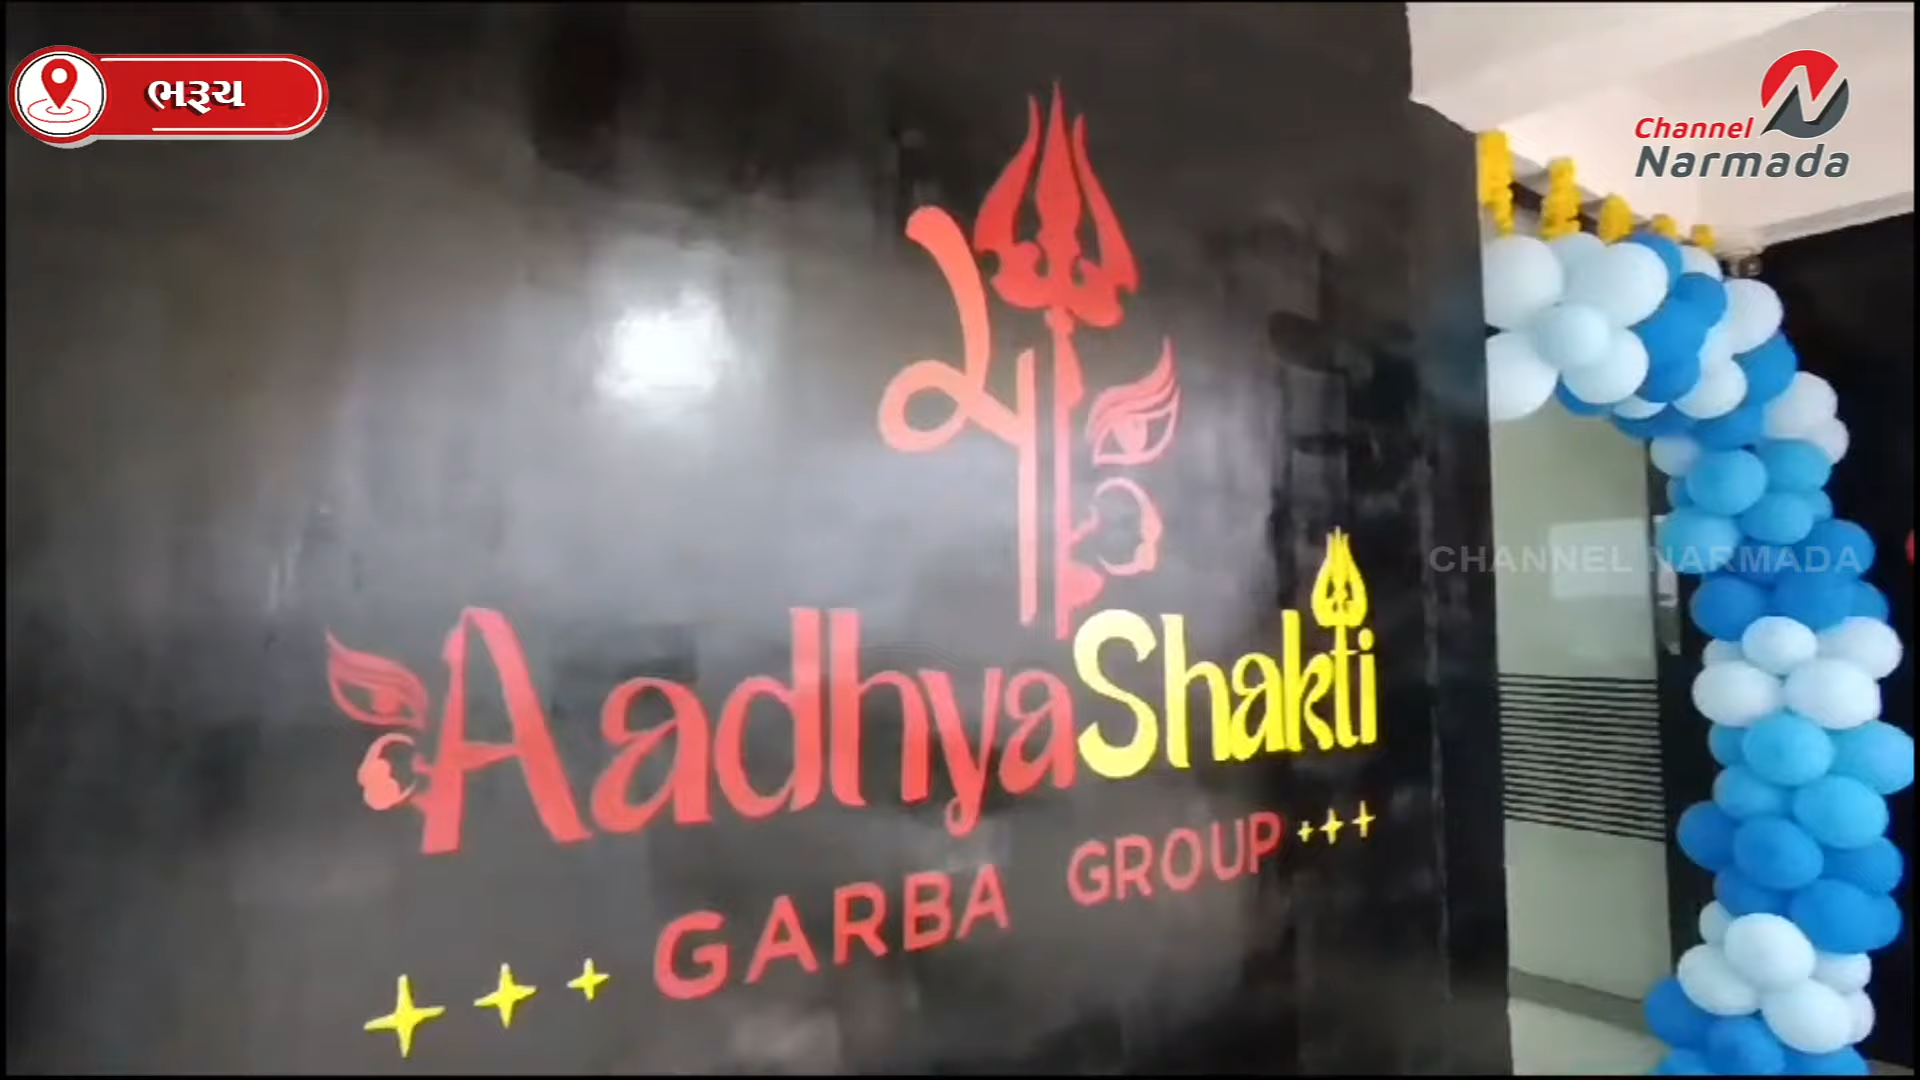 ભરૂચ
Channel
Narmada
માઁ
AadhyaShakti
GARBA GROUP
CHANNEL NARMADA